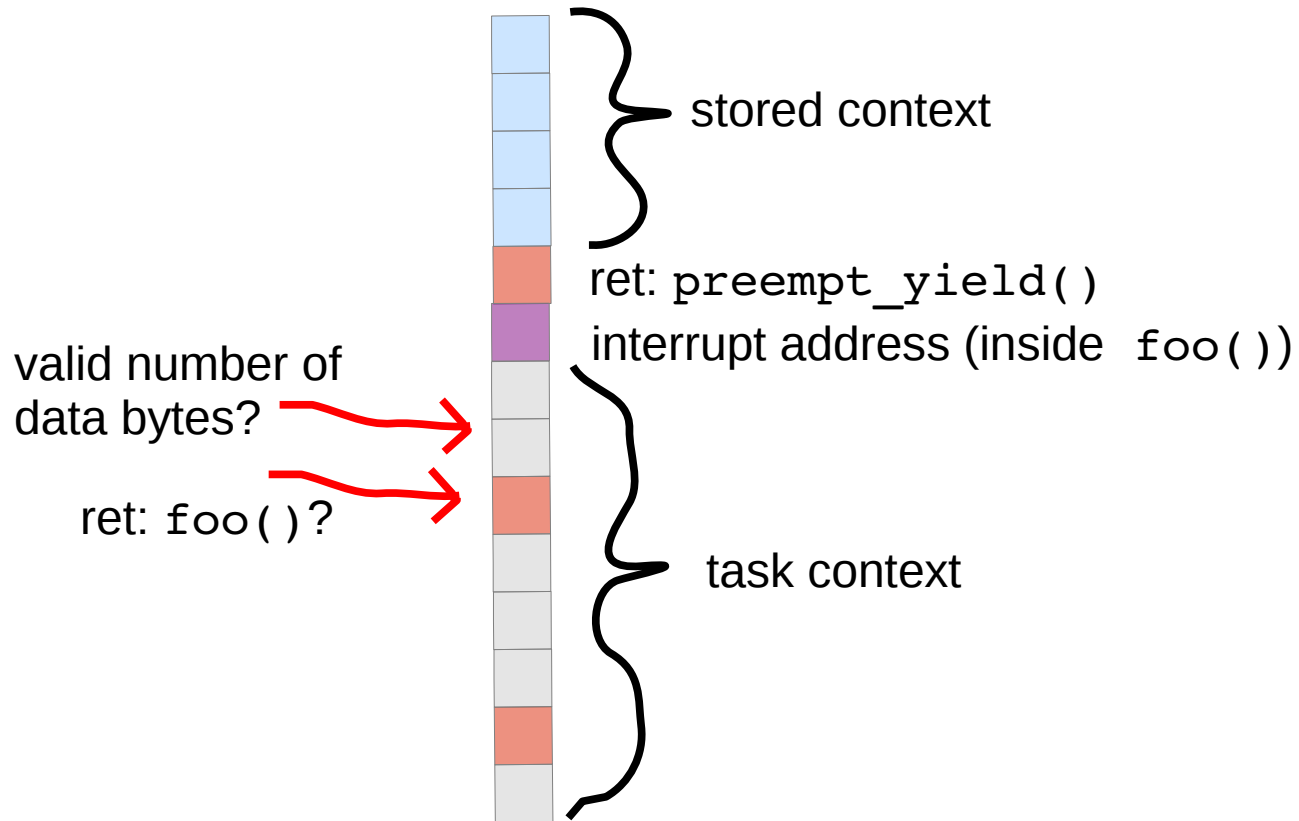 stored context
ret: preempt_yield()
interrupt address (inside foo())
valid number of
data bytes?
ret: foo()?
task context